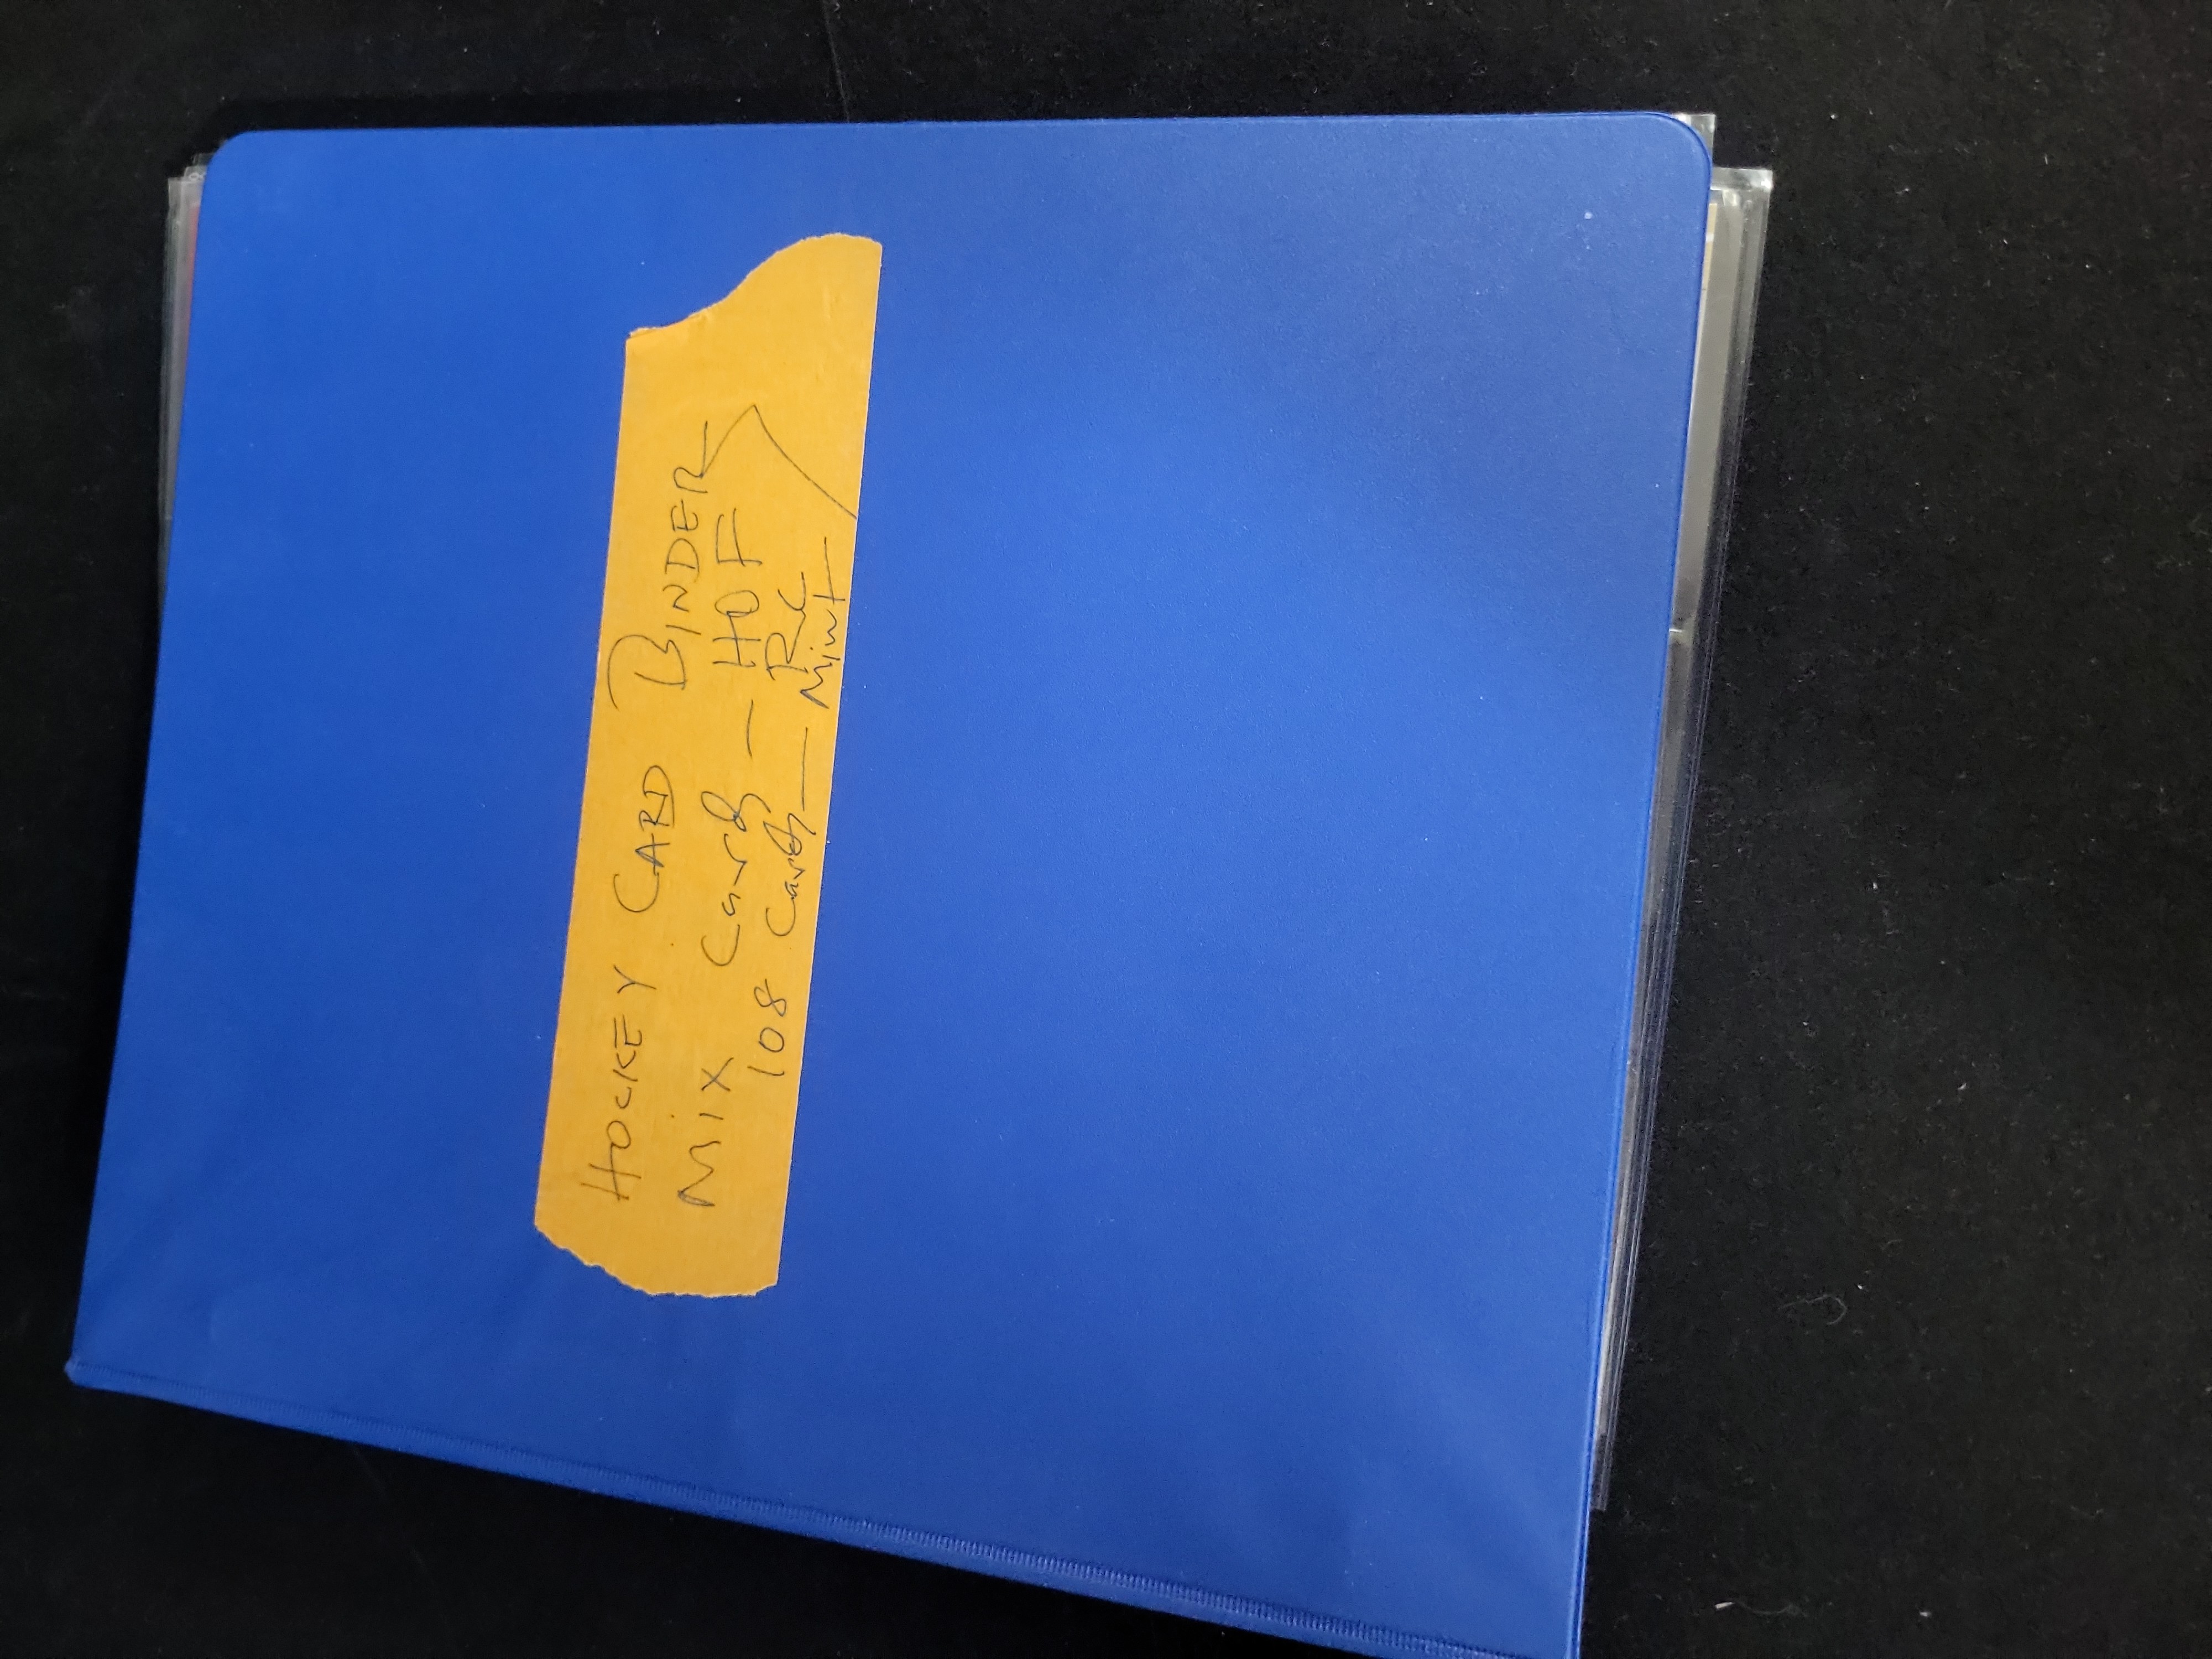 HOCKEY CARD BINDER
Mix Cards — HOF
RC
108 Cards — Mint